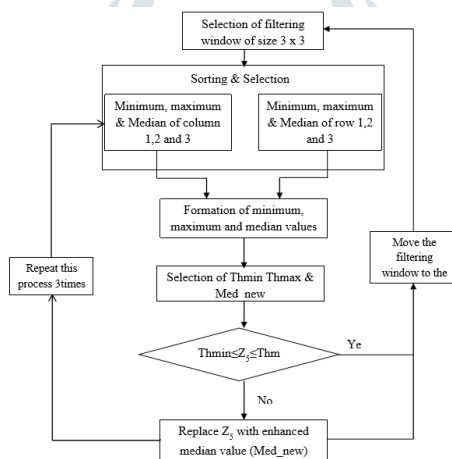 Selection of filtering
window of size 3 x 3
Sorting & Selection
Minimum, maximum
& Median of column
1,2 and 3
Minimum, maximum
& Median of row 1,2
and 3
Formation of minimum,
maximum and median values
Repeat this
process 3times
Move the
filtering
window to the
Selection of Thmin Thmax &
Med_new
Thmin≤Z5≤Thm
Ye
No
Replace Z5 with enhanced
median value (Med_new)